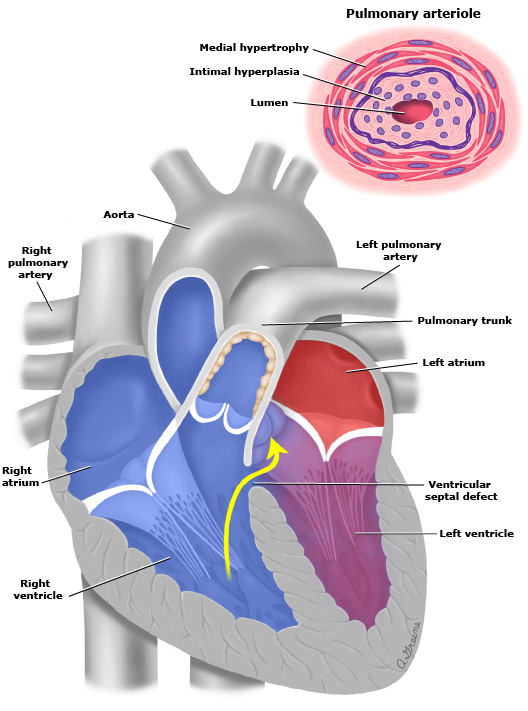 Pulmonary arteriole
Medial hypertrophy
Intimal hyperplasia
Lumen
Aorta
Right
pulmonary
artery
Left pulmonary
artery
Pulmonary trunk
Left atrium
Right
atrium
Ventricular
septal defect
Left ventricle
Right
ventricle
A. Greene